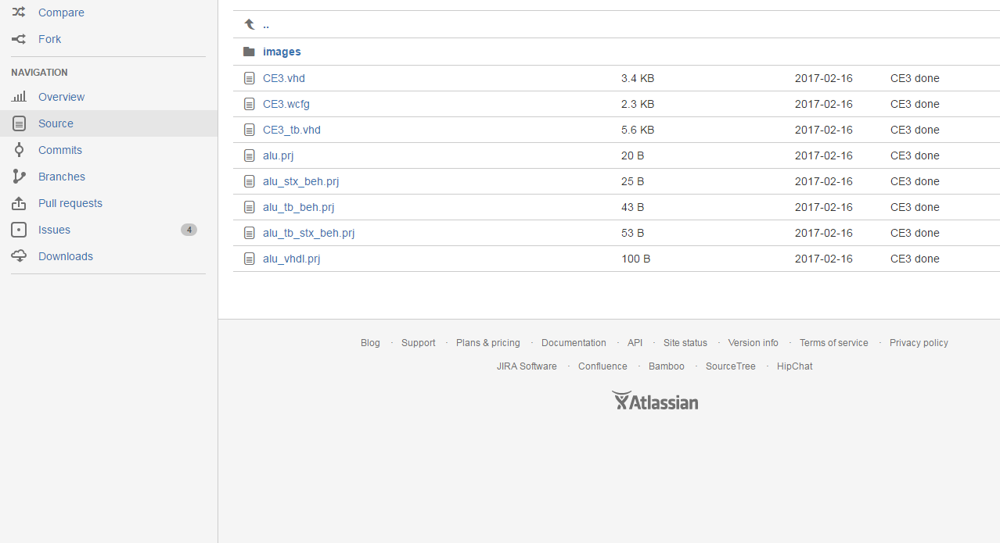 Compare
Fork
NAVIGATION
Overview
Source
Commits
Branches
Pull requests
Issues 4
Downloads
..
images
CE3.vhd 3.4 KB 2017-02-16 CE3 done
CE3.wcfg 2.3 KB 2017-02-16 CE3 done
CE3_tb.vhd 5.6 KB 2017-02-16 CE3 done
alu.prj 20 B 2017-02-16 CE3 done
alu_stx_beh.prj 25 B 2017-02-16 CE3 done
alu_tb_beh.prj 43 B 2017-02-16 CE3 done
alu_tb_stx_beh.prj 53 B 2017-02-16 CE3 done
alu_vhdl.prj 100 B 2017-02-16 CE3 done
Blog · Support · Plans & pricing · Documentation · API · Site status · Version info · Terms of service · Privacy policy
JIRA Software · Confluence · Bamboo · SourceTree · HipChat
Atlassian